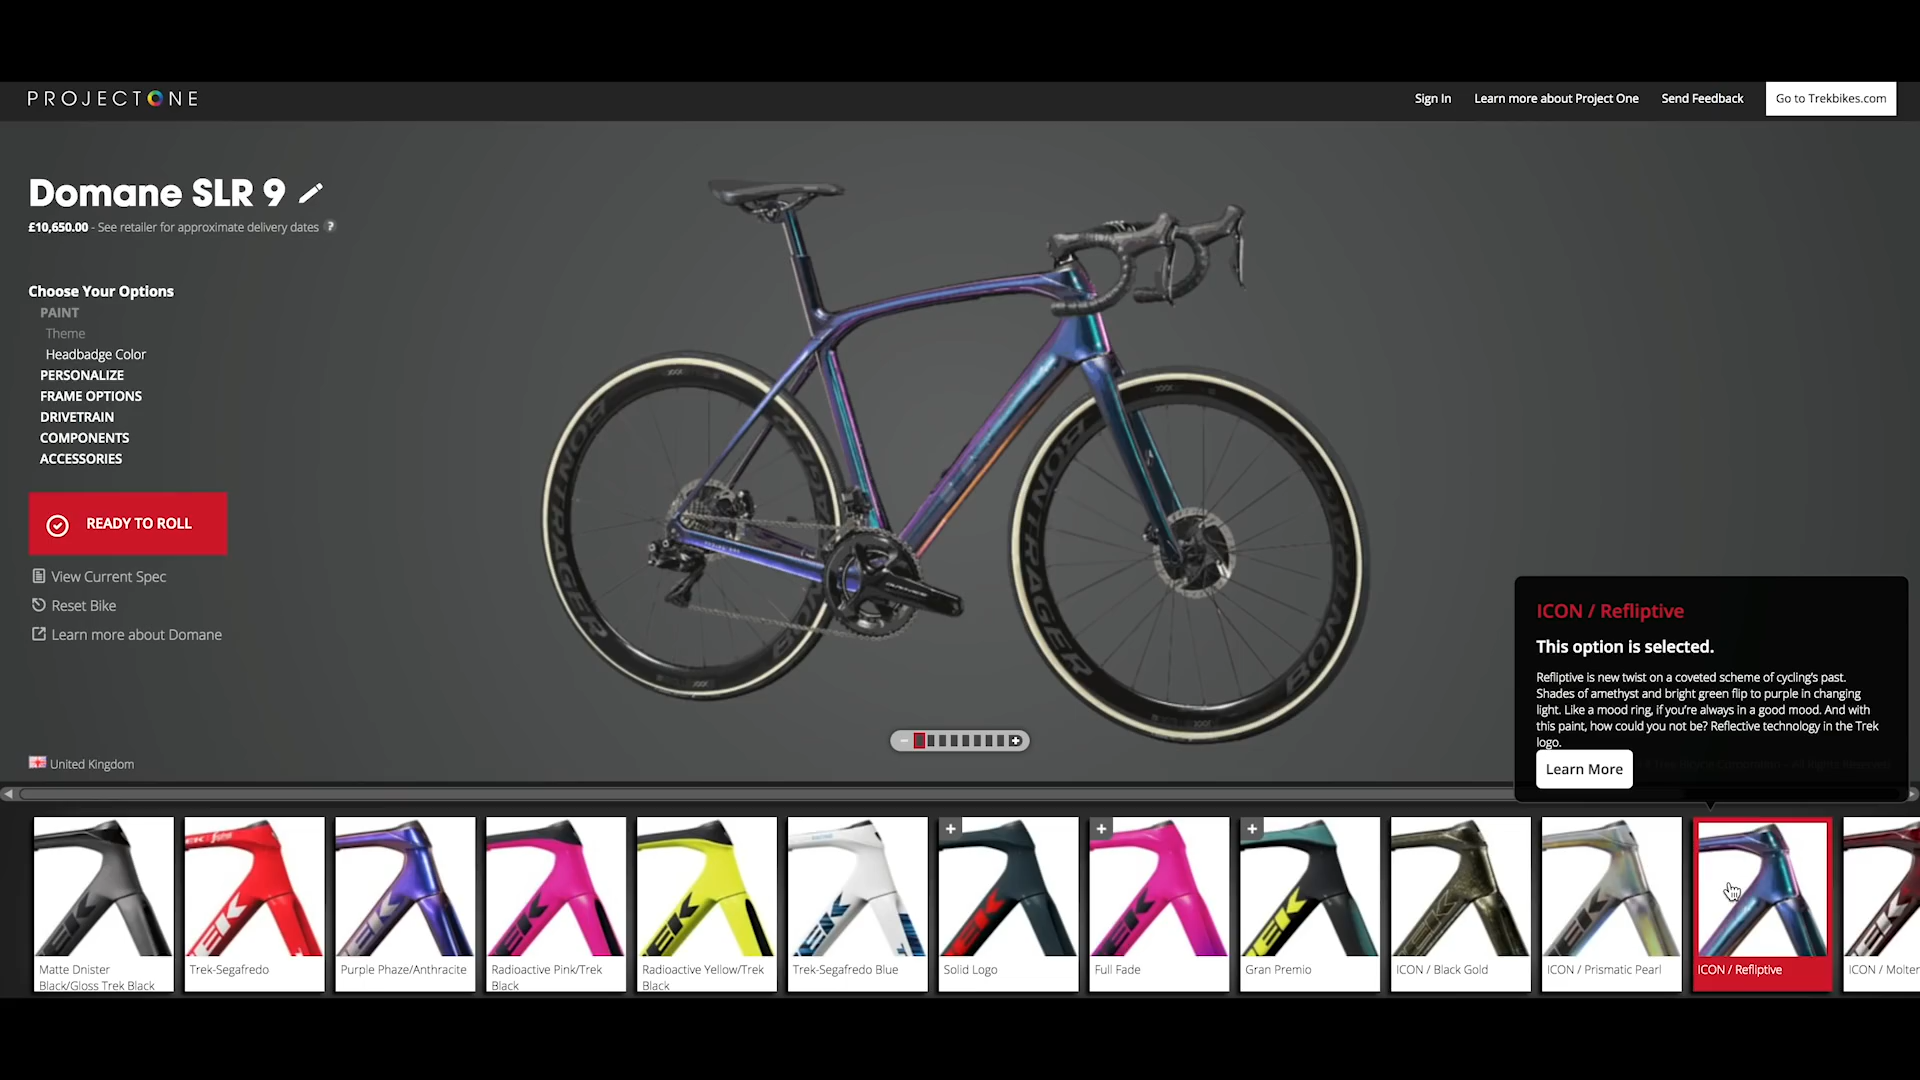 PROJECTONE
Sign In
Learn more about Project One
Send Feedback
Go to Trekbikes.com
Domane SLR 9
£10,650.00 - See retailer for approximate delivery dates ?
Choose Your Options
PAINT
Theme
Headbadge Color
PERSONALIZE
FRAME OPTIONS
DRIVETRAIN
COMPONENTS
ACCESSORIES
READY TO ROLL
View Current Spec
Reset Bike
Learn more about Domane
United Kingdom
BONTRAGER
BONTRAGER
BONTRAGER
BONTRAGER
ICON / Refliptive
This option is selected.
Refliptive is new twist on a coveted scheme of cycling's past.
Shades of amethyst and bright green flip to purple in changing
light. Like a mood ring, if you're always in a good mood. And with
this paint, how could you not be? Reflective technology in the Trek
logo.
Learn More
Matte Dnister
Black/Gloss Trek Black
Trek-Segafredo
Purple Phaze/Anthracite
Radioactive Pink/Trek
Black
Radioactive Yellow/Trek
Black
Trek-Segafredo Blue
Solid Logo
Full Fade
Gran Premio
ICON / Black Gold
ICON / Prismatic Pearl
ICON / Refliptive
ICON / Molten